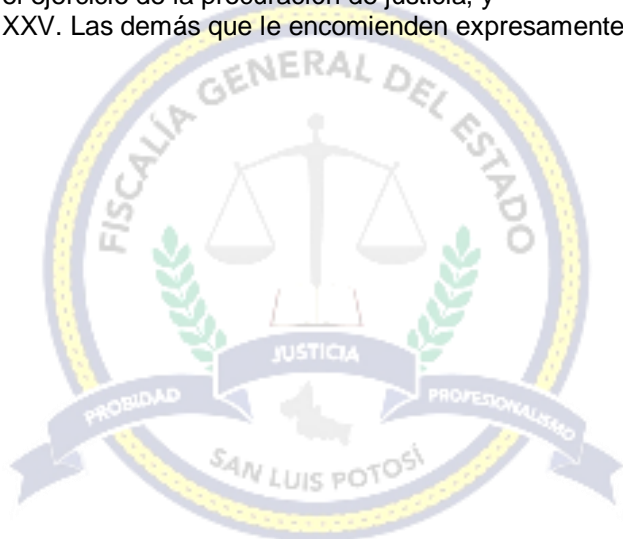 el ejercicio de la procuración de justicia, y
XXV. Las demás que le encomienden expresamente
FISCALÍA GENERAL DEL ESTADO
JUSTICIA
PROBIDAD
PROFESIONALISMO
SAN LUIS POTOSÍ